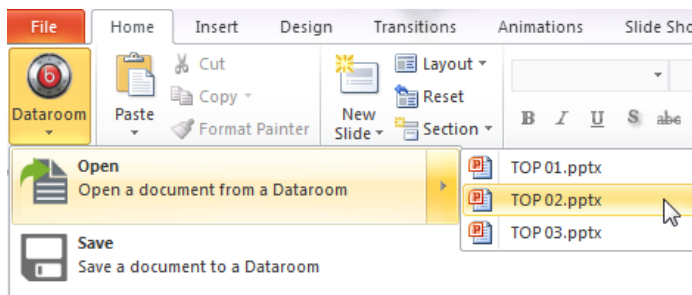 File Home Insert Design Transitions Animations Slide Sho
Dataroom
Paste
Cut
Copy
Format Painter
New
Slide
Layout
Reset
Section
B I U S abc
Open
Open a document from a Dataroom
Save
Save a document to a Dataroom
TOP 01.pptx
TOP 02.pptx
TOP 03.pptx